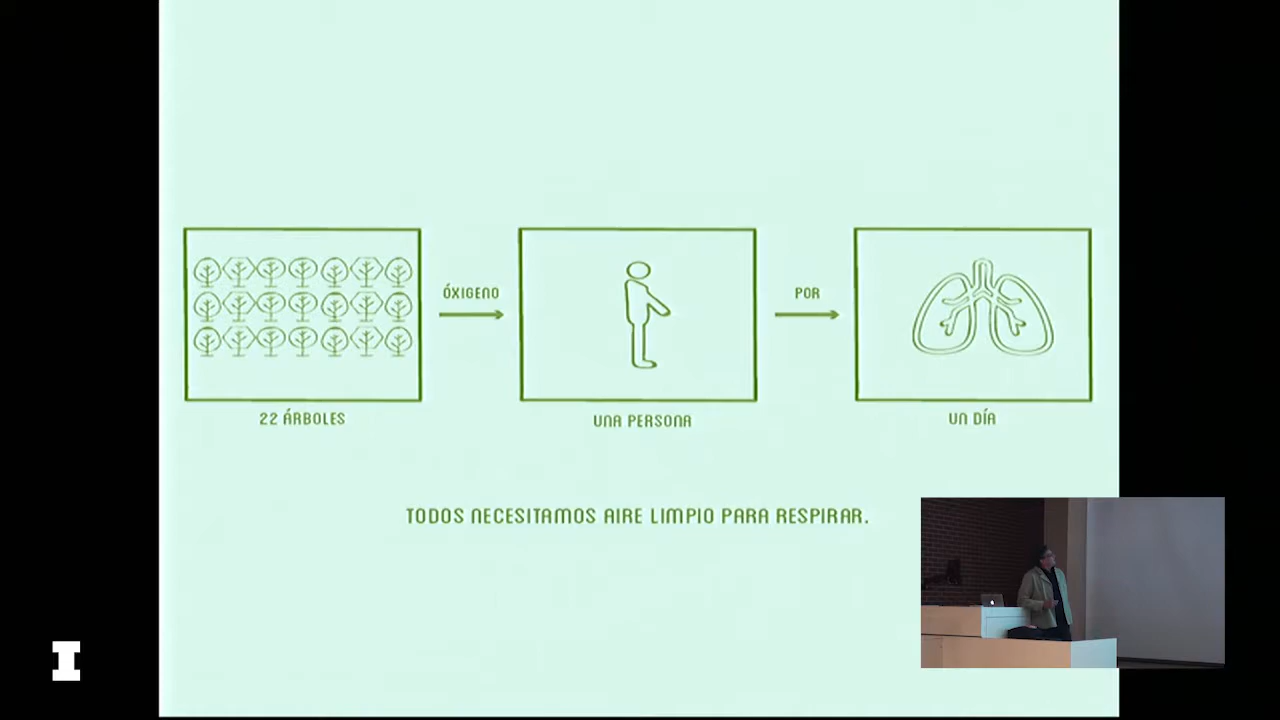 ÓXIGENO
POR
22 ÁRBOLES
UNA PERSONA
UN DÍA
TODOS NECESITAMOS AIRE LIMPIO PARA RESPIRAR.
I